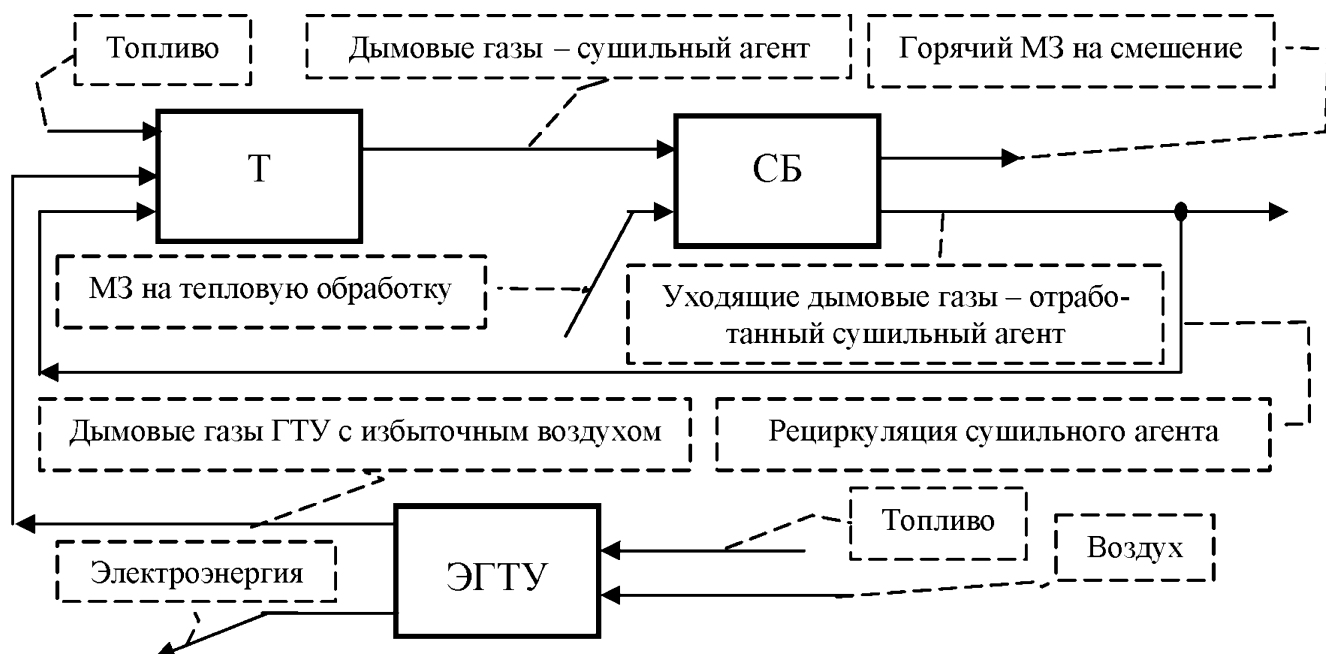 Топливо
Дымовые газы – сушильный агент
Горячий МЗ на смешение
Т
СБ
МЗ на тепловую обработку
Уходящие дымовые газы – отрабо-
танный сушильный агент
Дымовые газы ГТУ с избыточным воздухом
Рециркуляция сушильного агента
Топливо
Воздух
Электроэнергия
ЭГТУ